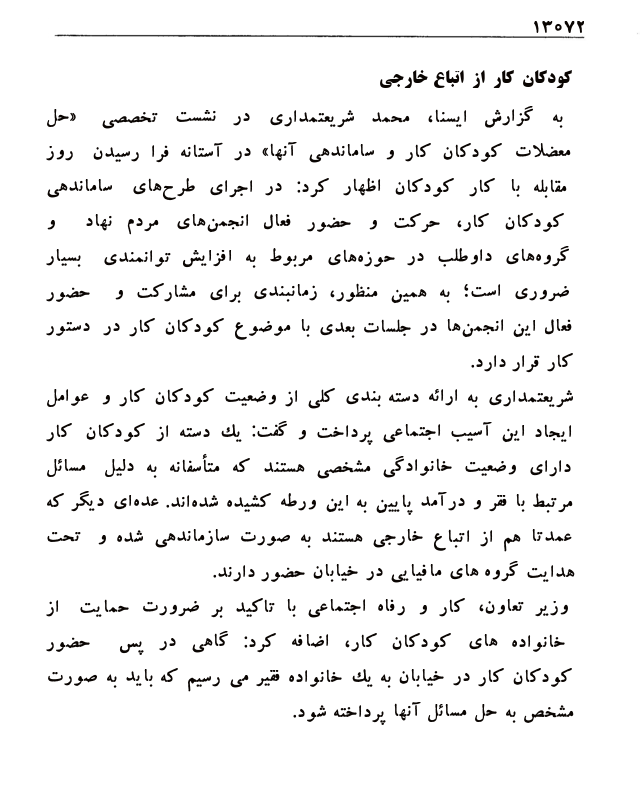 ۱۳۰۷۲
کودکان کار از اتباع خارجی
به گزارش ایسنا، محمد شریعتمداری در نشست تخصصی «حل
معضلات کودکان کار و ساماندهی آنها» در آستانه فرا رسیدن روز
مقابله با کار کودکان اظهار کرد: در اجرای طرح‌های ساماندهی
کودکان کار، حرکت و حضور فعال انجمن‌های مردم نهاد و
گروه‌های داوطلب در حوزه‌های مربوط به افزایش توانمندی بسیار
ضروری است؛ به همین منظور، زمانبندی برای مشارکت و حضور
فعال این انجمن‌ها در جلسات بعدی با موضوع کودکان کار در دستور
کار قرار دارد.
شریعتمداری به ارائه دسته بندی کلی از وضعیت کودکان کار و عوامل
ایجاد این آسیب اجتماعی پرداخت و گفت: یك دسته از کودکان کار
دارای وضعیت خانوادگی مشخصی هستند که متأسفانه به دلیل مسائل
مرتبط با فقر و درآمد پایین به این ورطه کشیده شده‌اند. عده‌ای دیگر که
عمدتا هم از اتباع خارجی هستند به صورت سازماندهی شده و تحت
هدایت گروه های مافیایی در خیابان حضور دارند.
وزیر تعاون، کار و رفاه اجتماعی با تاکید بر ضرورت حمایت از
خانواده های کودکان کار، اضافه کرد: گاهی در پس حضور
کودکان کار در خیابان به یك خانواده فقیر می رسیم که باید به صورت
مشخص به حل مسائل آنها پرداخته شود.